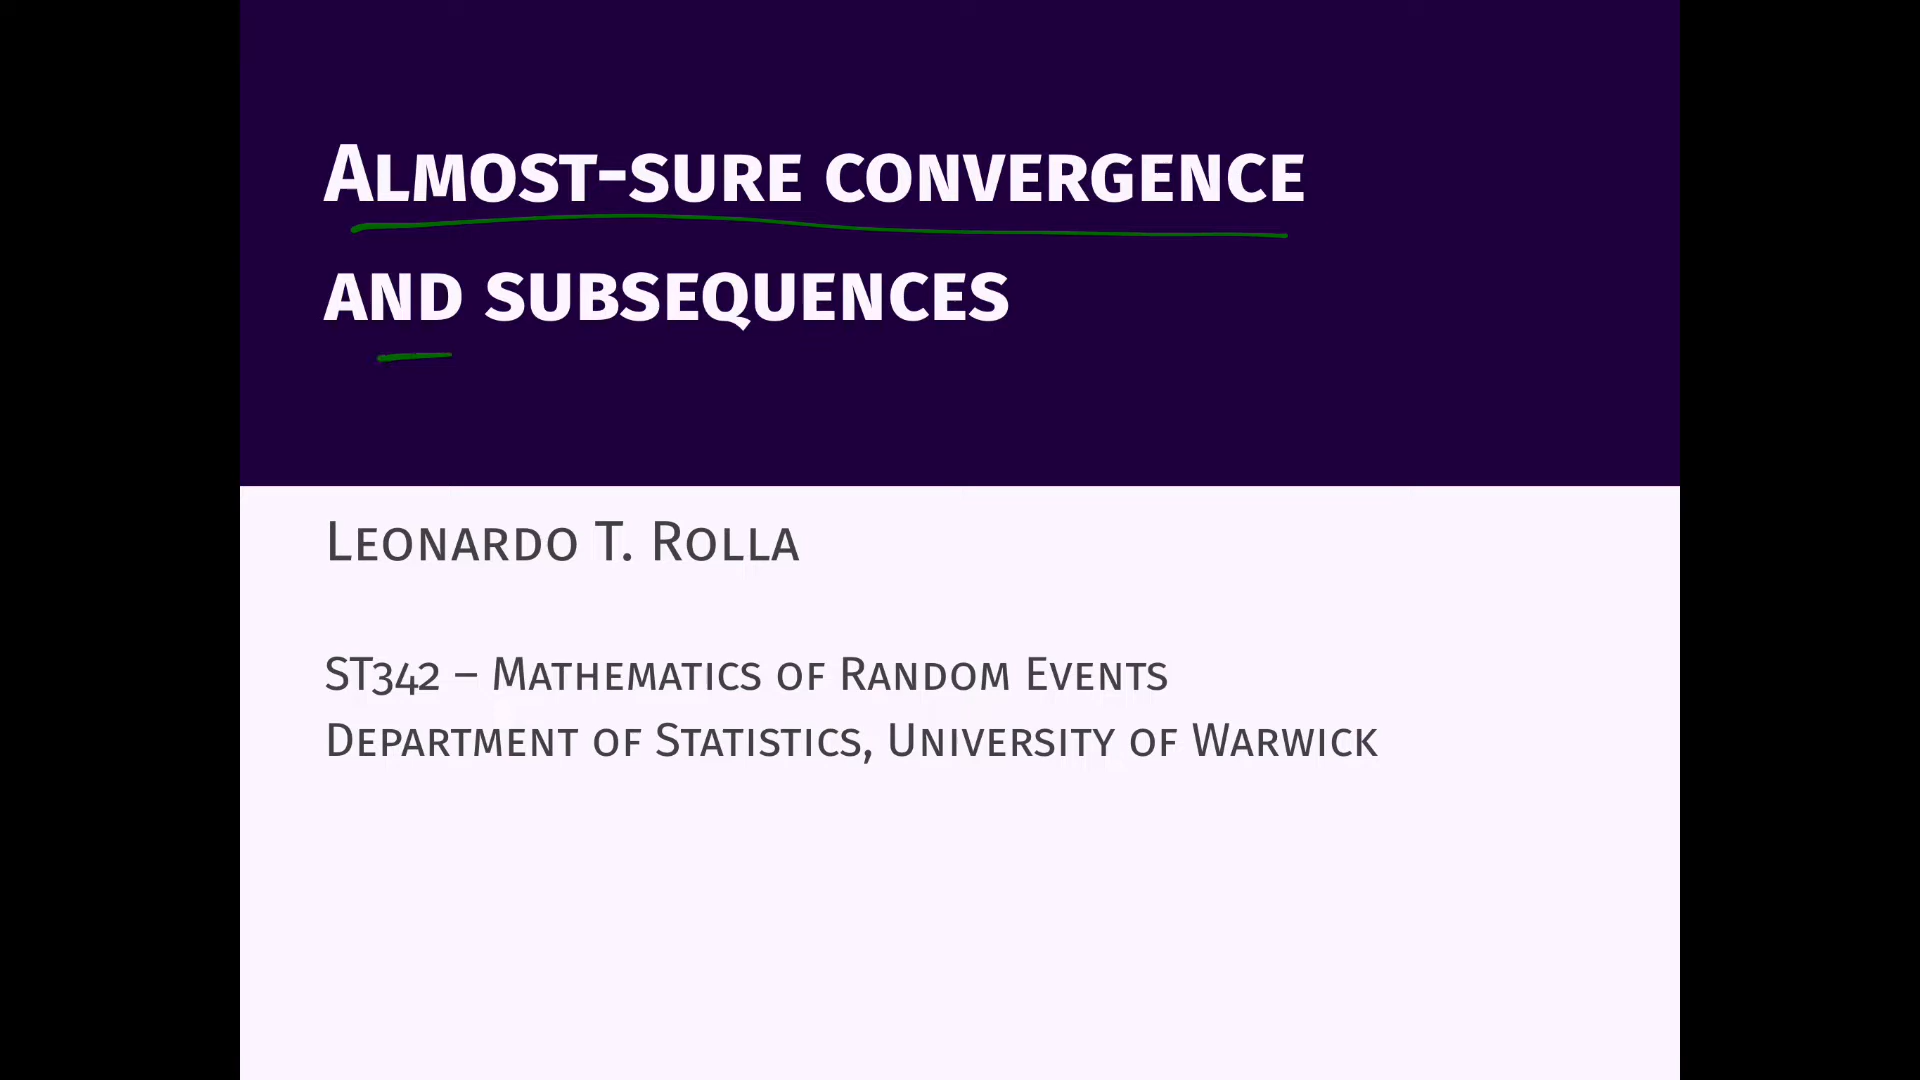 Almost-sure convergence
and subsequences
Leonardo T. Rolla
ST342 – Mathematics of Random Events
Department of Statistics, University of Warwick